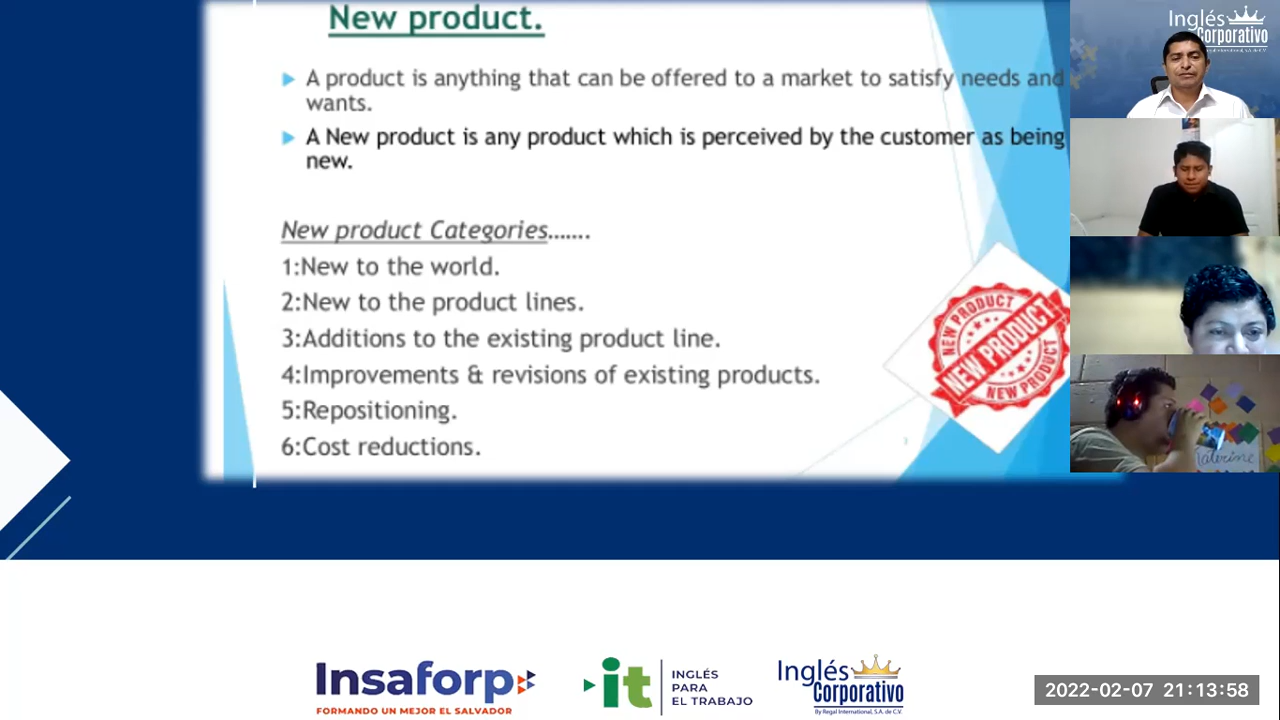 New product.
A product is anything that can be offered to a market to satisfy needs and
wants.
A New product is any product which is perceived by the customer as being
new.
New product Categories.......
1:New to the world.
2:New to the product lines.
3:Additions to the existing product line.
4:Improvements & revisions of existing products.
5:Repositioning.
6:Cost reductions.
NEW PRODUCT
NEW PRODUCT
NEW PRODUCT
Inglés
Corporativo
Insaforp
FORMANDO UN MEJOR EL SALVADOR
it
INGLÉS
PARA
EL TRABAJO
Inglés
Corporativo
By Regal International, S.A. de C.V.
2022-02-07 21:13:58